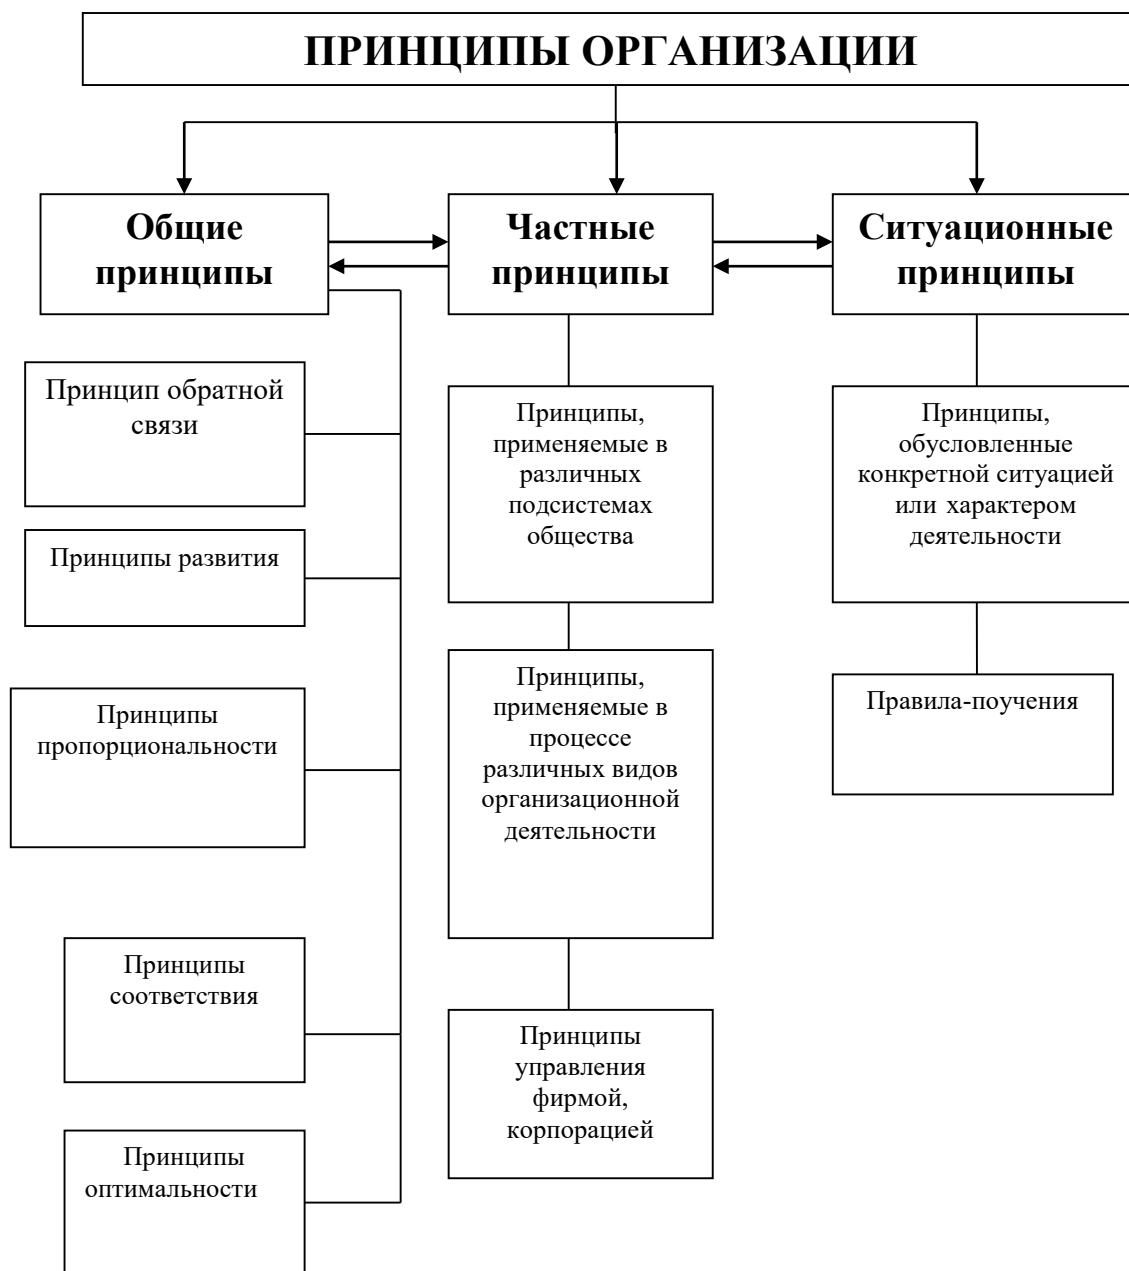 ПРИНЦИПЫ ОРГАНИЗАЦИИ
Общие
принципы
Частные
принципы
Ситуационные
принципы
Принцип обратной
связи
Принципы развития
Принципы
пропорциональности
Принципы
соответствия
Принципы
оптимальности
Принципы,
применяемые в
различных
подсистемах
общества
Принципы,
применяемые в
процессе
различных видов
организационной
деятельности
Принципы
управления
фирмой,
корпорацией
Принципы,
обусловленные
конкретной ситуацией
или характером
деятельности
Правила-поучения